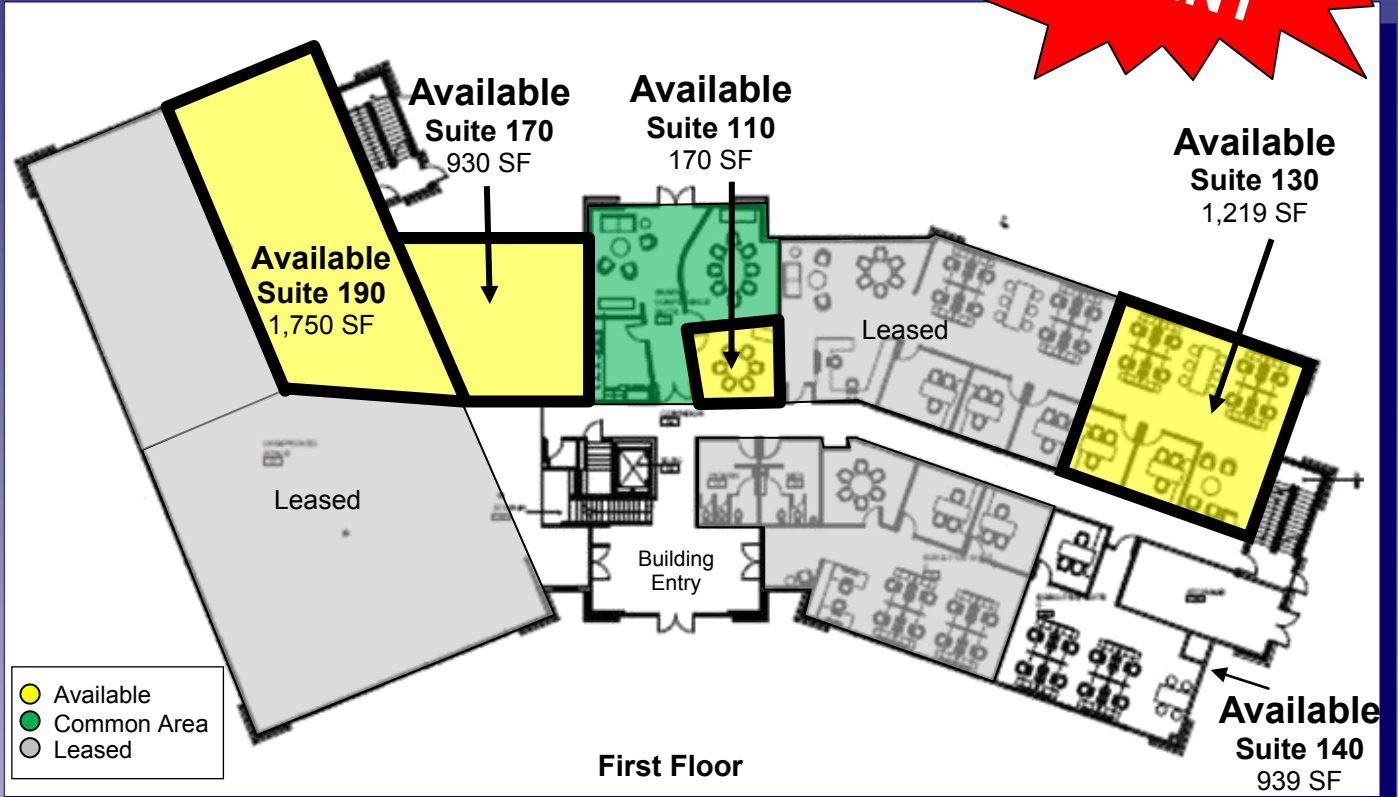 Available
Suite 170
930 SF
Available
Suite 110
170 SF
Available
Suite 130
1,219 SF
Available
Suite 190
1,750 SF
Leased
Leased
Building
Entry
Available
Common Area
Leased
First Floor
Available
Suite 140
939 SF